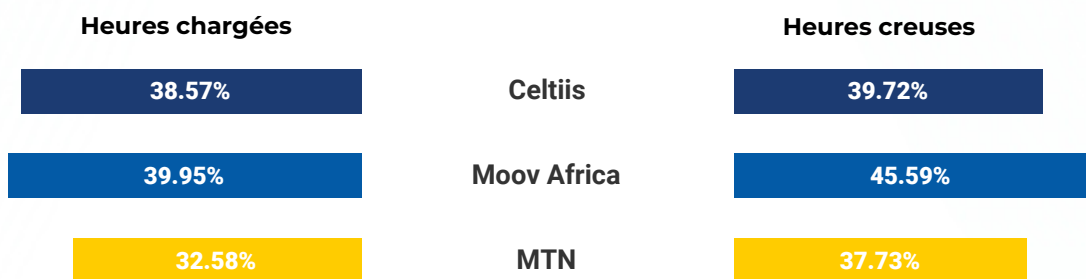 Heures chargées
Heures creuses
38.57%
Celtiis
39.72%
39.95%
Moov Africa
45.59%
32.58%
MTN
37.73%